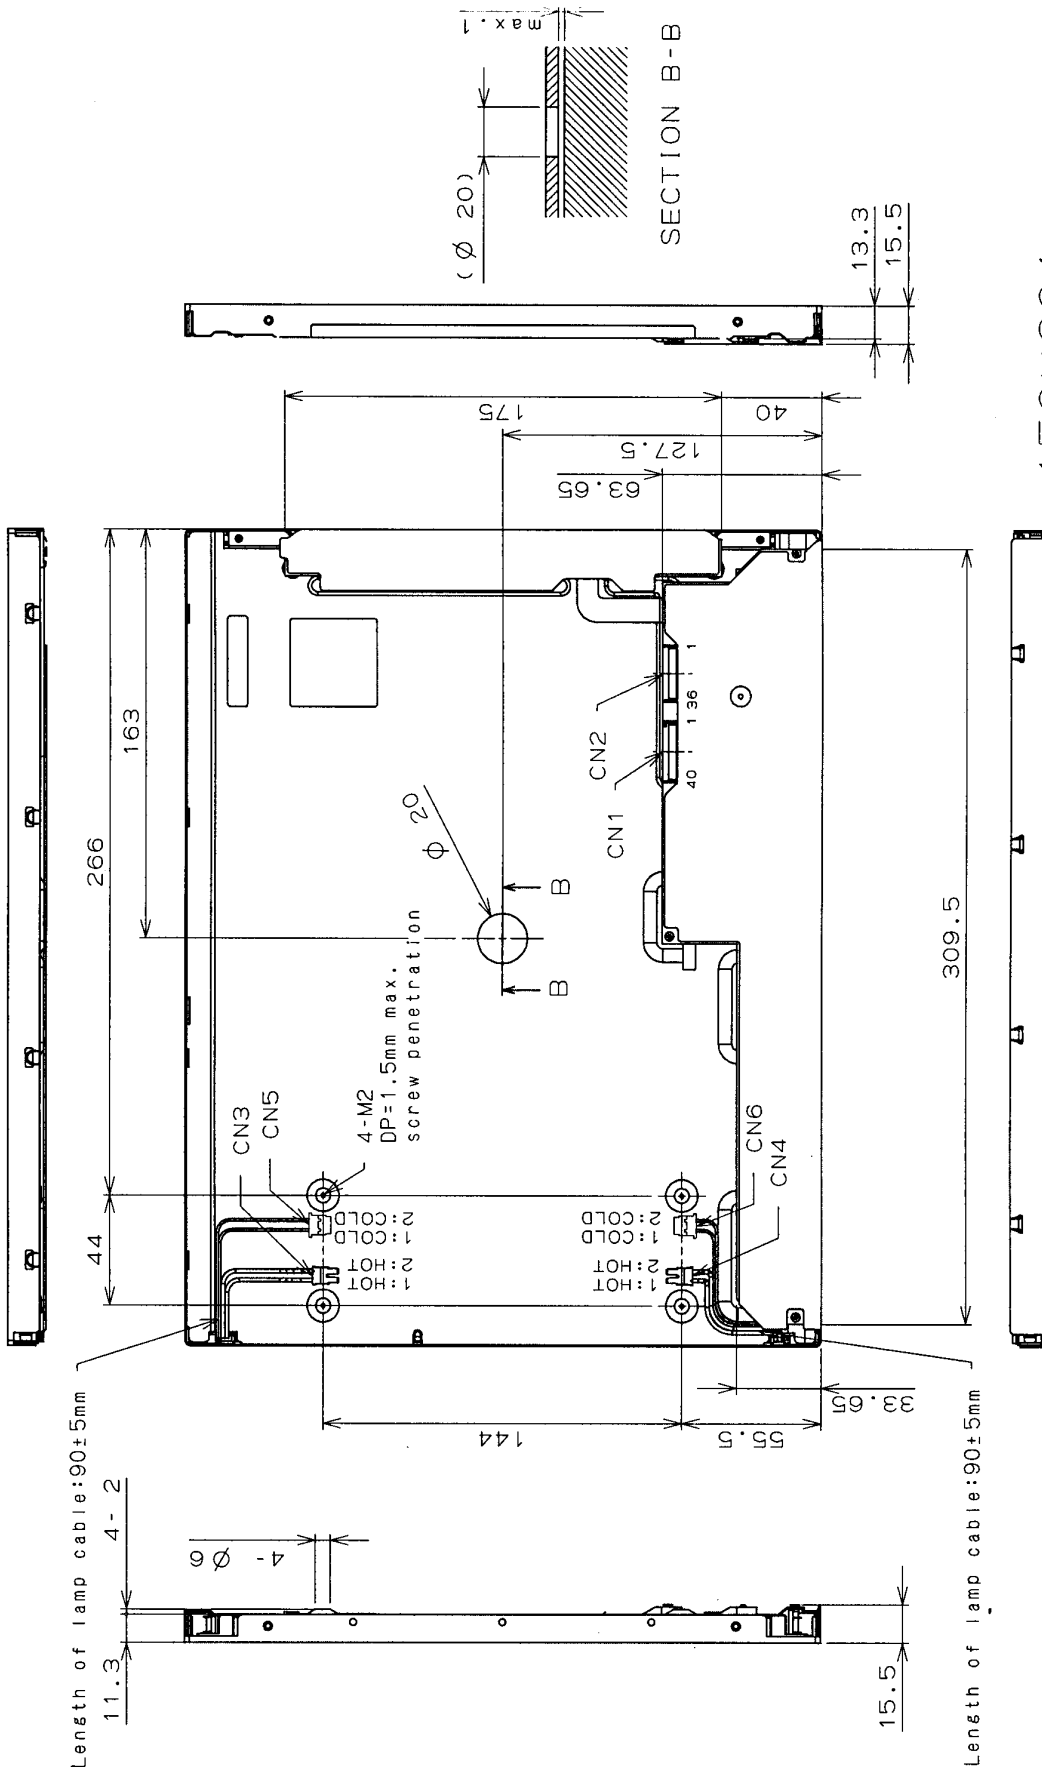 Length of lamp cable:90±5mm
11.3
4- 2
4- Ø6
15.5
Length of lamp cable:90±5mm
44
266
163
CN3
CN5
4-M2
DP=1.5mm max.
screw penetration
1:HOT
2:HOT
1:COLD
2:COLD
1:HOT
2:HOT
1:COLD
2:COLD
CN6
CN4
144
55.5
33.65
309.5
B
B
Φ 20
CN1
CN2
40
1
36
1
63.65
127.5
175
40
13.3
15.5
(Ø 20)
max.1
SECTION B-B